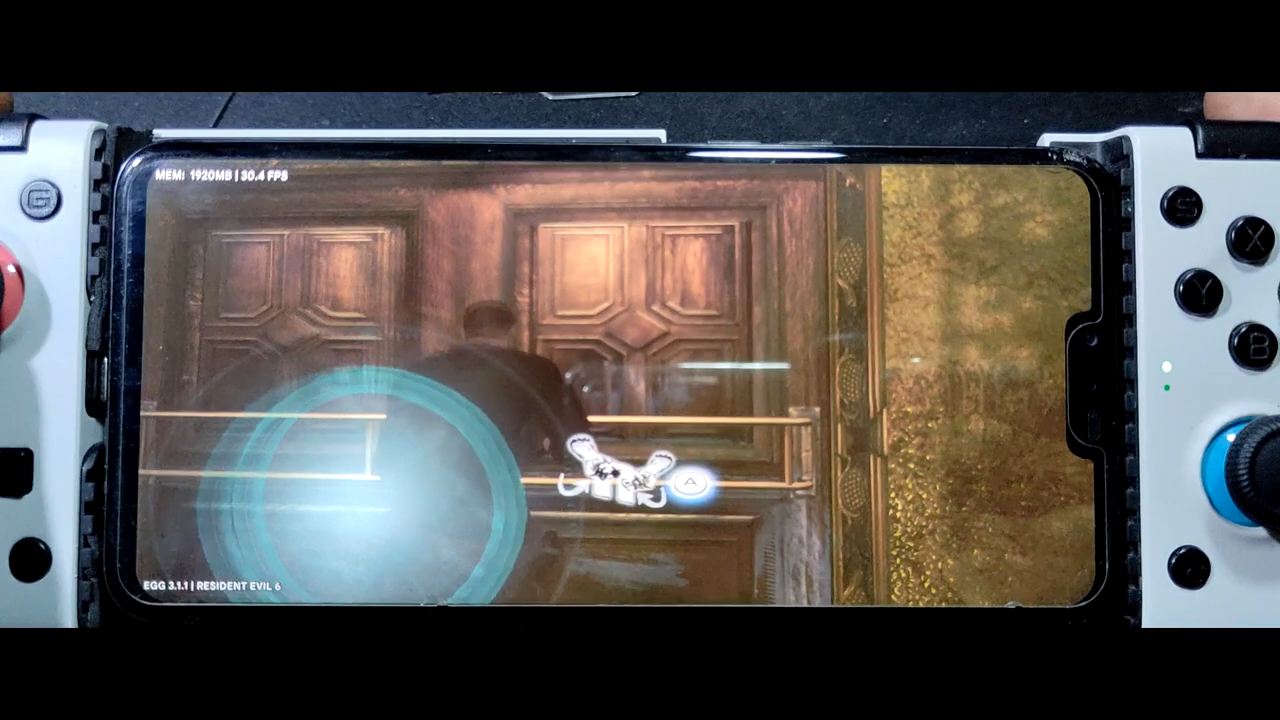 MEM: 1920MB | 30.4 FPS
G
S
X
Y
B
A
EGG 3.1.1 | RESIDENT EVIL 6